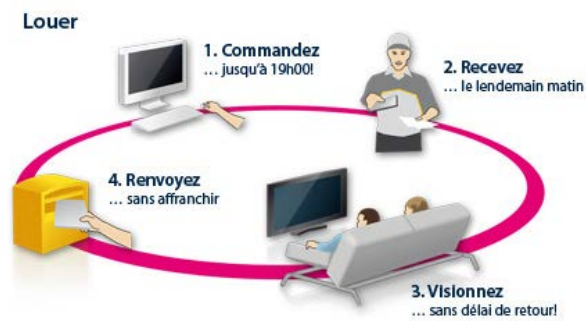 Louer
1. Commandez
... jusqu'à 19h00!
2. Recevez
... le lendemain matin
3. Visionnez
... sans délai de retour!
4. Renvoyez
... sans affranchir